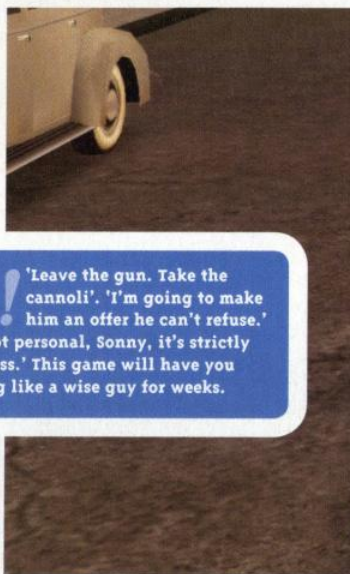 ! 'Leave the gun. Take the
cannoli'. 'I'm going to make
him an offer he can't refuse.'
personal, Sonny, it's strictly
This game will have you
like a wise guy for weeks.